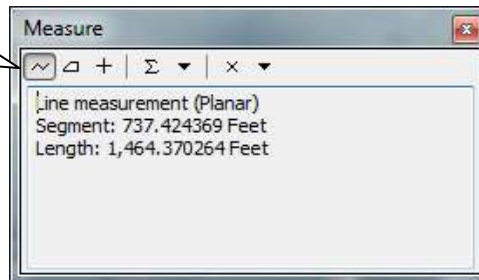 Measure
Line measurement (Planar)
Segment: 737.424369 Feet
Length: 1,464.370264 Feet